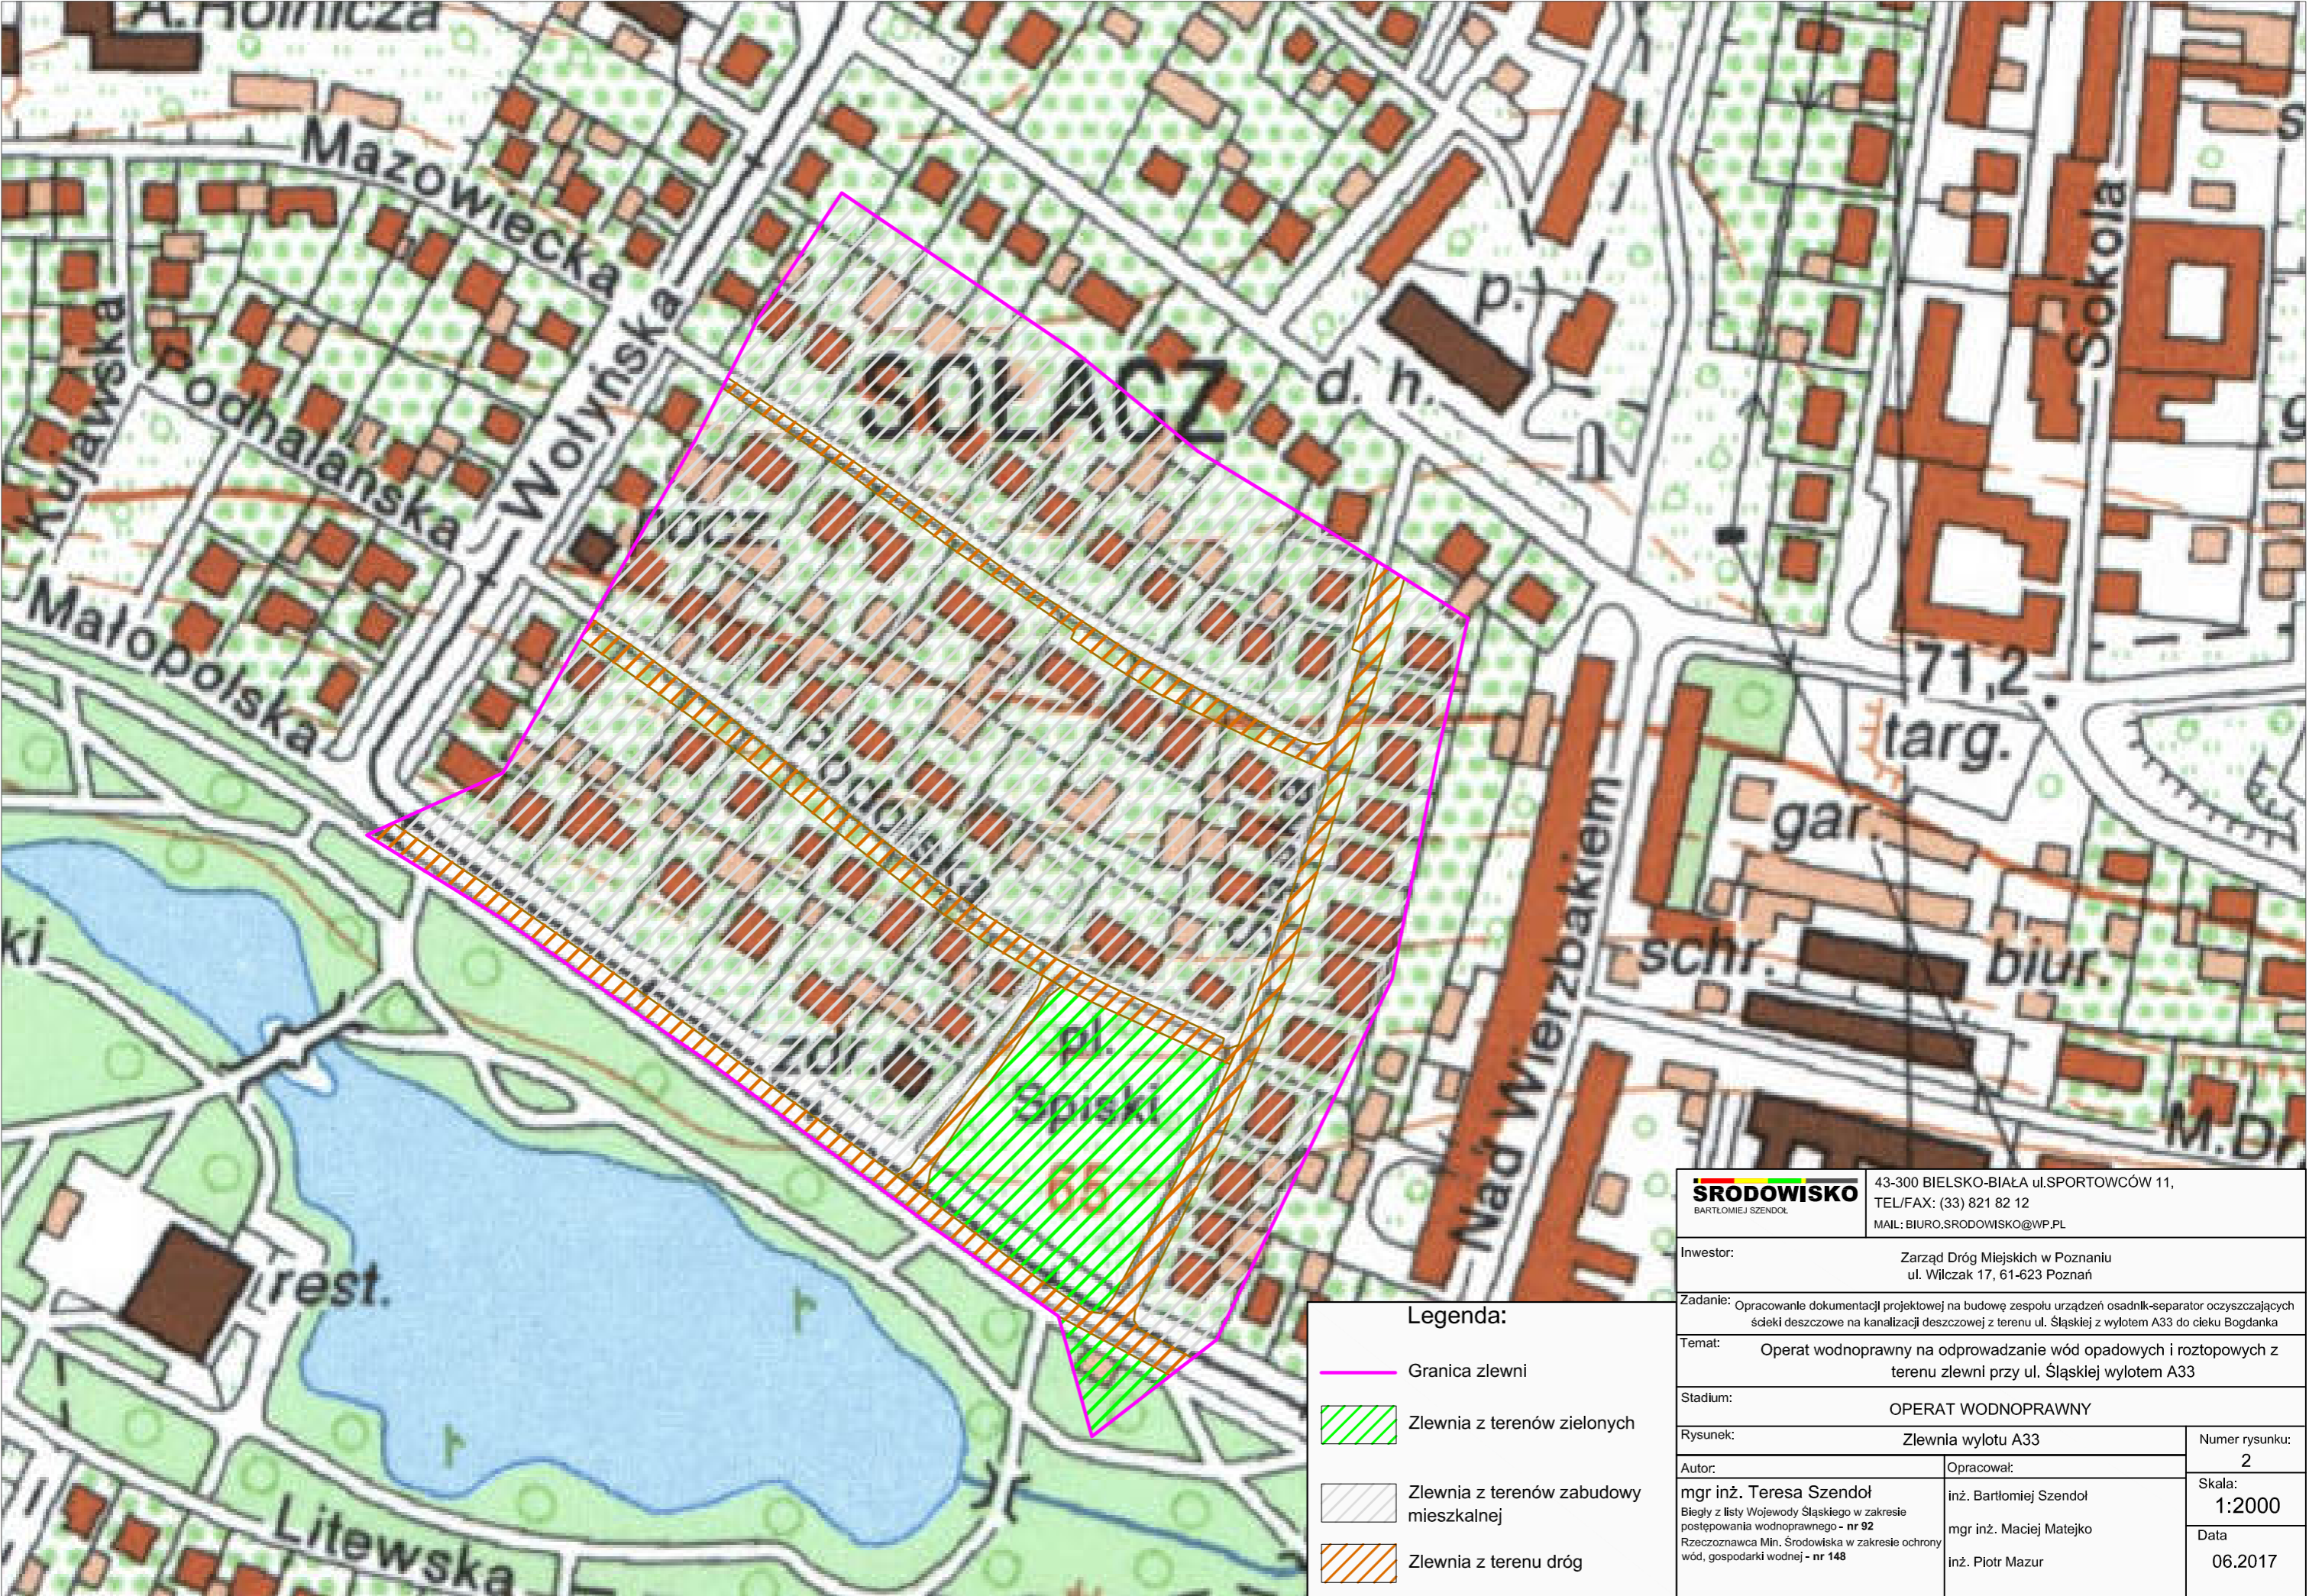 A.HoInicza
Mazowiecka
Kujawska
Podhalańska
Wołyńska
Małopolska
SOŁACZ
d. h.
p.
Sokoła
71,2
targ.
gar.
schr.
biur.
M.Dr
Nad Wierzbakiem
ki
zdr.
pl.
Spiski
65
rest.
r
r
Litewska
Legenda:
Granica zlewni
Zlewnia z terenów zielonych
Zlewnia z terenów zabudowy
mieszkalnej
Zlewnia z terenu dróg
ŚRODOWISKO
BARTŁOMIEJ SZENDOŁ
43-300 BIELSKO-BIAŁA ul.SPORTOWCÓW 11,
TEL/FAX: (33) 821 82 12
MAIL: BIURO.SRODOWISKO@WP.PL
Inwestor:
Zarząd Dróg Miejskich w Poznaniu
ul. Wilczak 17, 61-623 Poznań
Zadanie: Opracowanie dokumentacji projektowej na budowę zespołu urządzeń osadnik-separator oczyszczających
ścieki deszczowe na kanalizacji deszczowej z terenu ul. Śląskiej z wylotem A33 do cieku Bogdanka
Temat: Operat wodnoprawny na odprowadzanie wód opadowych i roztopowych z
terenu zlewni przy ul. Śląskiej wylotem A33
Stadium:
OPERAT WODNOPRAWNY
Rysunek: Zlewnia wylotu A33
Numer rysunku:
2
Autor:
mgr inż. Teresa Szendoł
Biegły z listy Wojewody Śląskiego w zakresie
postępowania wodnoprawnego - nr 92
Rzeczoznawca Min. Środowiska w zakresie ochrony
wód, gospodarki wodnej - nr 148
Opracował:
inż. Bartłomiej Szendoł
mgr inż. Maciej Matejko
inż. Piotr Mazur
Skala:
1:2000
Data
06.2017